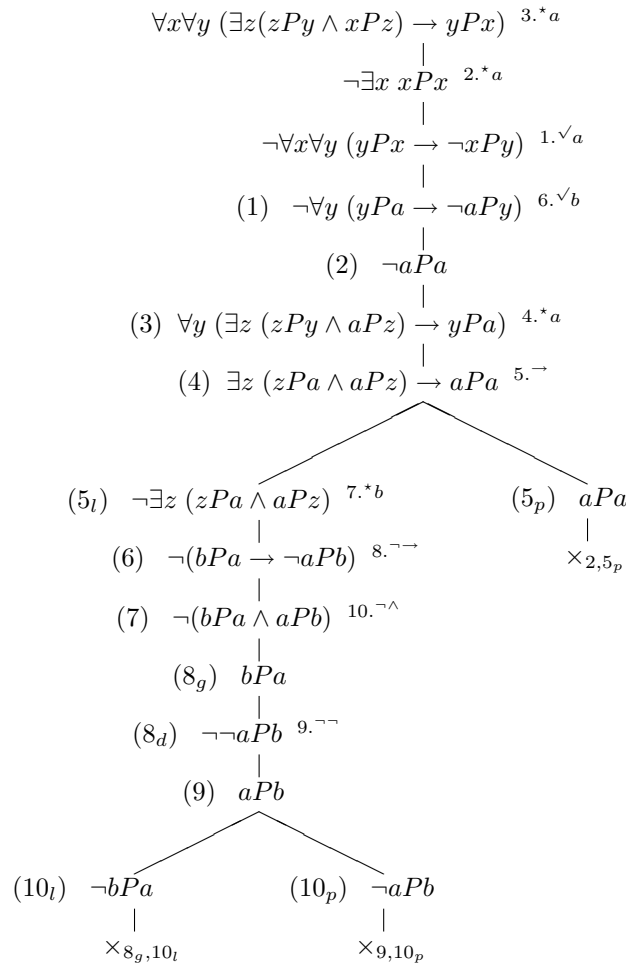 ∀x∀y (∃z(zPy ∧ xPz) → yPx) 3.⋆a
¬∃x xPx 2.⋆a
¬∀x∀y (yPx → ¬xPy) 1.√a
(1) ¬∀y (yPa → ¬aPy) 6.√b
(2) ¬aPa
(3) ∀y (∃z (zPy ∧ aPz) → yPa) 4.⋆a
(4) ∃z (zPa ∧ aPz) → aPa 5.→
(5l) ¬∃z (zPa ∧ aPz) 7.⋆b (5p) aPa
(6) ¬(bPa → ¬aPb) 8.¬→ ×2,5p
(7) ¬(bPa ∧ aPb) 10.¬∧
(8g) bPa
(8d) ¬¬aPb 9.¬¬
(9) aPb
(10l) ¬bPa (10p) ¬aPb
×8g,10l ×9,10p